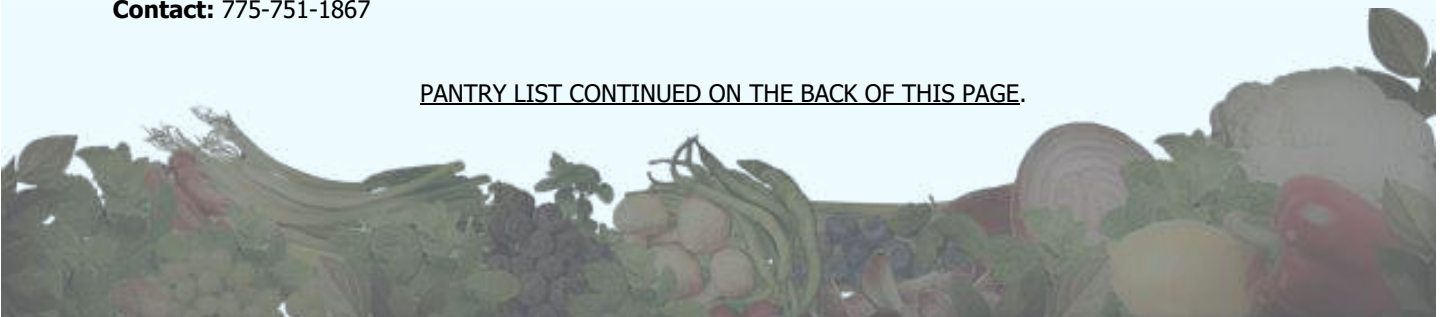 Contact: 775-751-1867
PANTRY LIST CONTINUED ON THE BACK OF THIS PAGE.